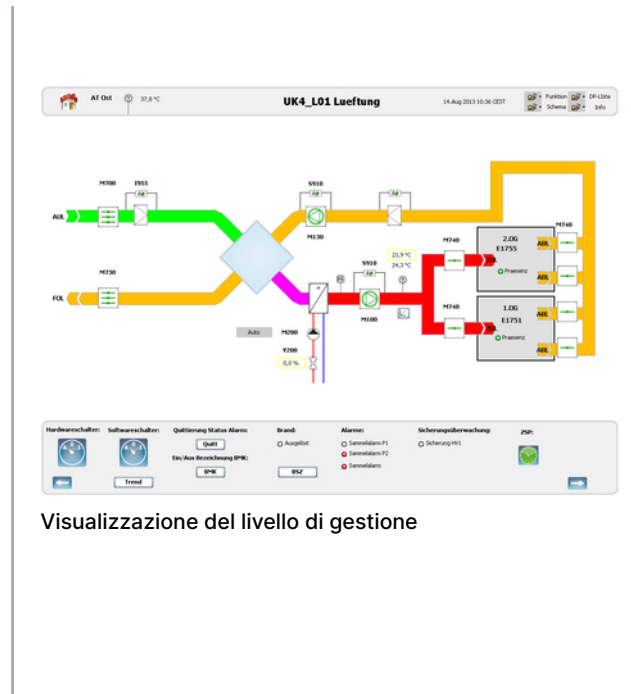 AT Ost
37,8 °C
UK4_L01 Lueftung
14.Aug 2013 10:36 CEST
Funktion
DP-Liste
Schema
Info
M700
I955
S910
AUL
M130
M740
2.OG
E1755
ABL
M740
23,9 °C
24,3 °C
Praesenz
ABL
M730
S910
FOL
M740
1.OG
E1751
ABL
M100
Praesenz
ABL
Auto
M200
Y200
0,0 %
Hardwareschalter:
Softwareschalter:
Quittierung Status Alarm:
Brand:
Alarme:
Sicherungsüberwachung:
ZSP:
Quitt
Ausgelöst
Sammelalarm P1
Sicherung HV1
Ein/Aus Bezeichnung BMK:
Sammelalarm P2
BMK
BSZ
Sammelalarm
Trend
Visualizzazione del livello di gestione